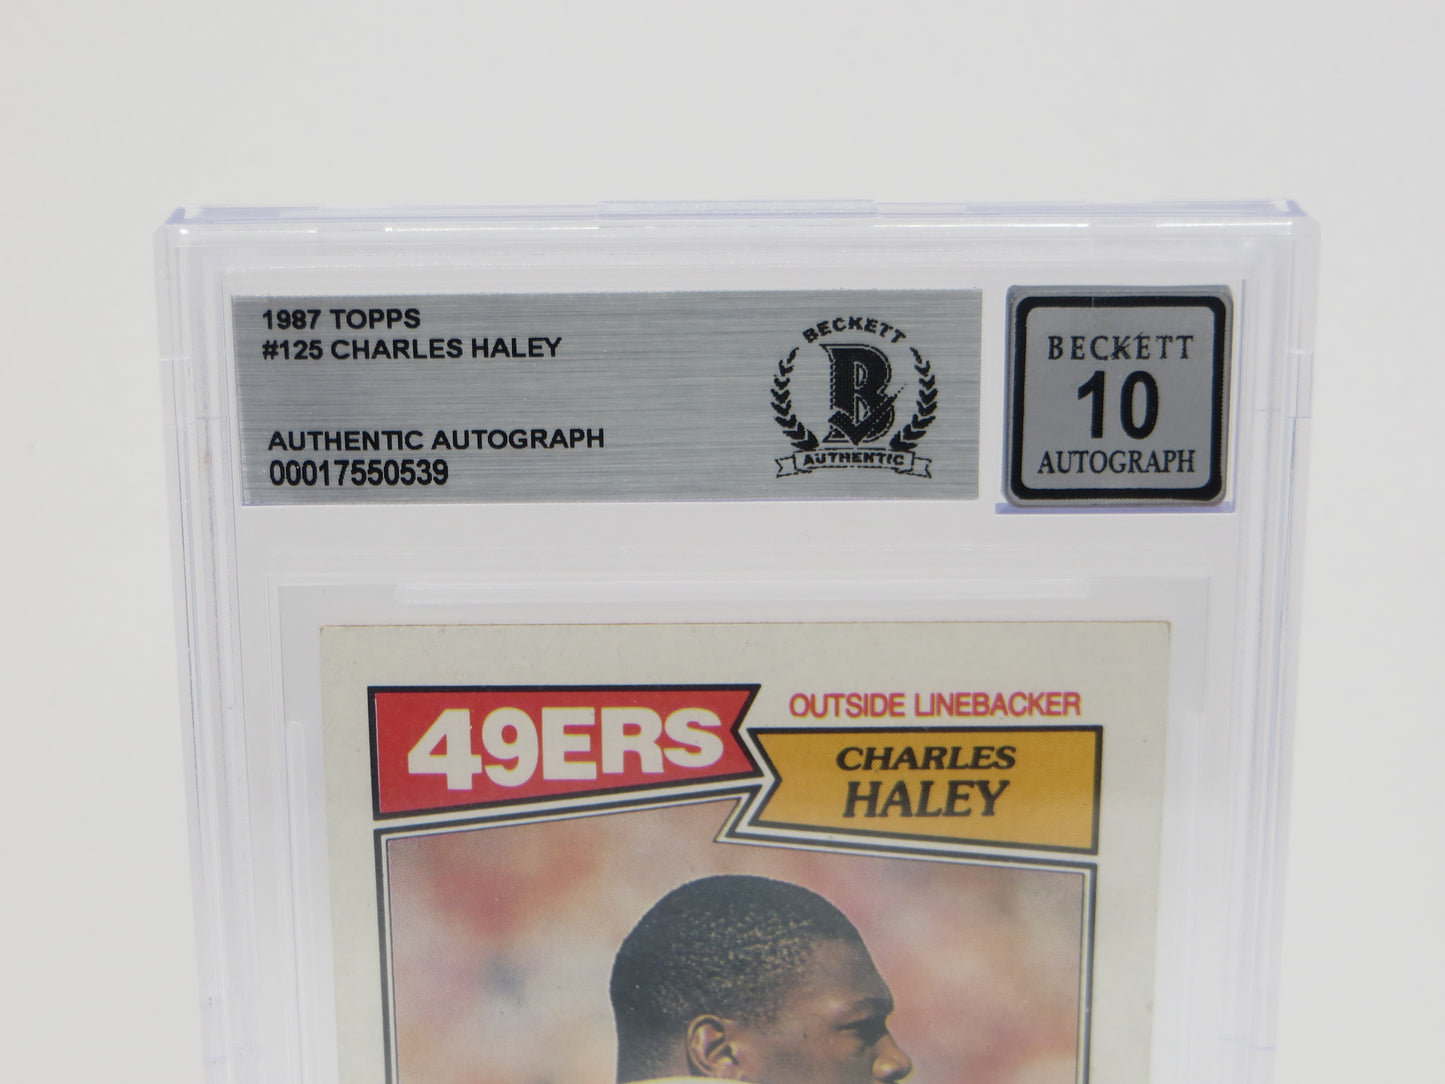 1987 TOPPS
#125 CHARLES HALEY
AUTHENTIC AUTOGRAPH
00017550539
BECKETT
B
AUTHENTIC
BECKETT
10
AUTOGRAPH
49ERS
OUTSIDE LINEBACKER
CHARLES
HALEY